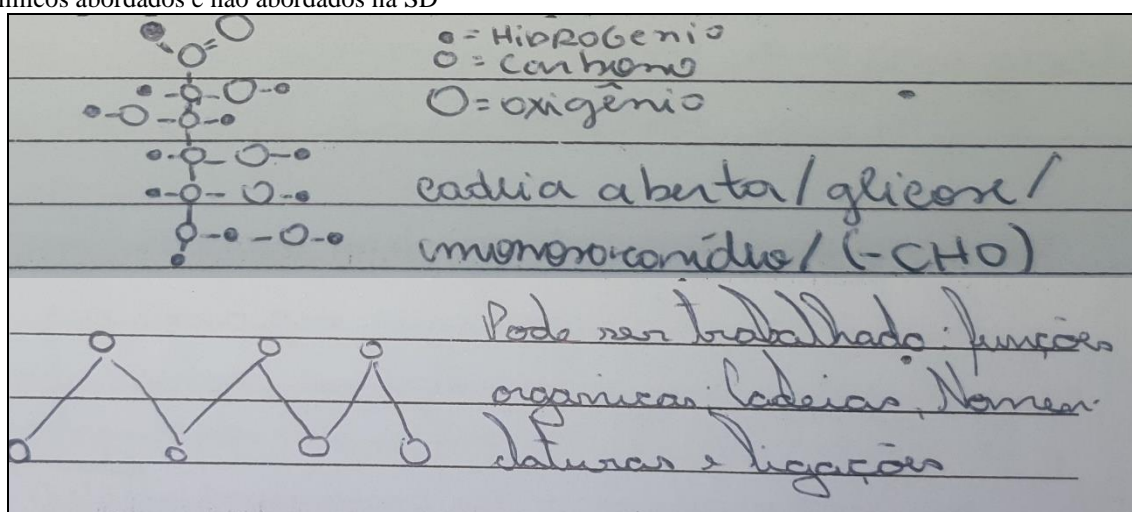 ímicos abordados e não abordados na SD
= Hidrogenio
= Carbono
= oxigênio
cadeia aberta/glicose/
monossacarídeo/ (-CHO)
Pode ser trabalhado: funções
organicas, Cadeias, Nomen-
claturas e ligações